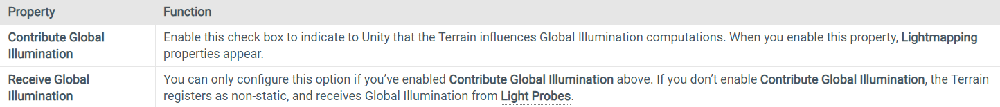 Property Function
Contribute Global Illumination Enable this check box to indicate to Unity that the Terrain influences Global Illumination computations. When you enable this property, Lightmapping properties appear.
Receive Global Illumination You can only configure this option if you’ve enabled Contribute Global Illumination above. If you don’t enable Contribute Global Illumination, the Terrain registers as non-static, and receives Global Illumination from Light Probes.